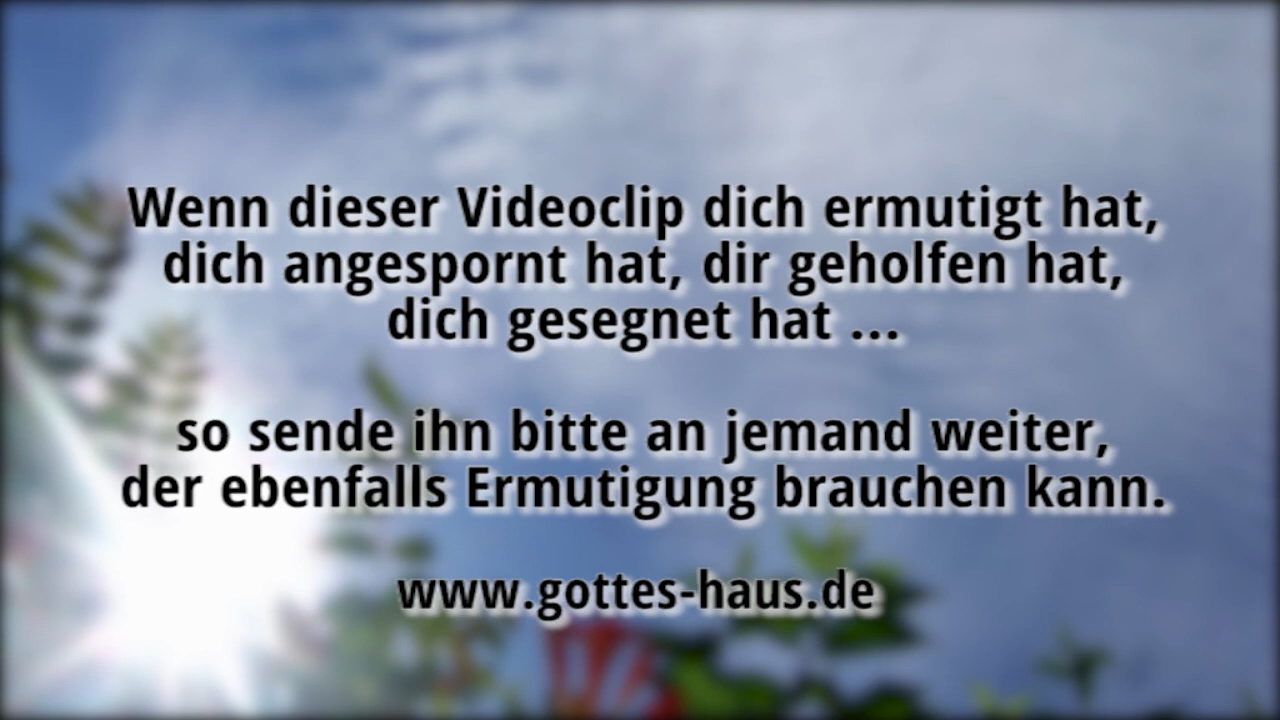 Wenn dieser Videoclip dich ermutigt hat,
dich angespornt hat, dir geholfen hat,
dich gesegnet hat ...
so sende ihn bitte an jemand weiter,
der ebenfalls Ermutigung brauchen kann.
www.gottes-haus.de